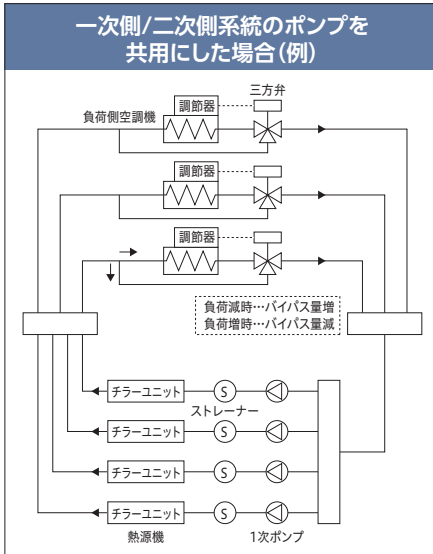 一次側/二次側系統のポンプを
共用にした場合(例)
三方弁
調節器
負荷側空調機
調節器
調節器
負荷減時…バイパス量増
負荷増時…バイパス量減
チラーユニット
S
ストレーナー
チラーユニット
S
チラーユニット
S
チラーユニット
S
熱源機
1次ポンプ